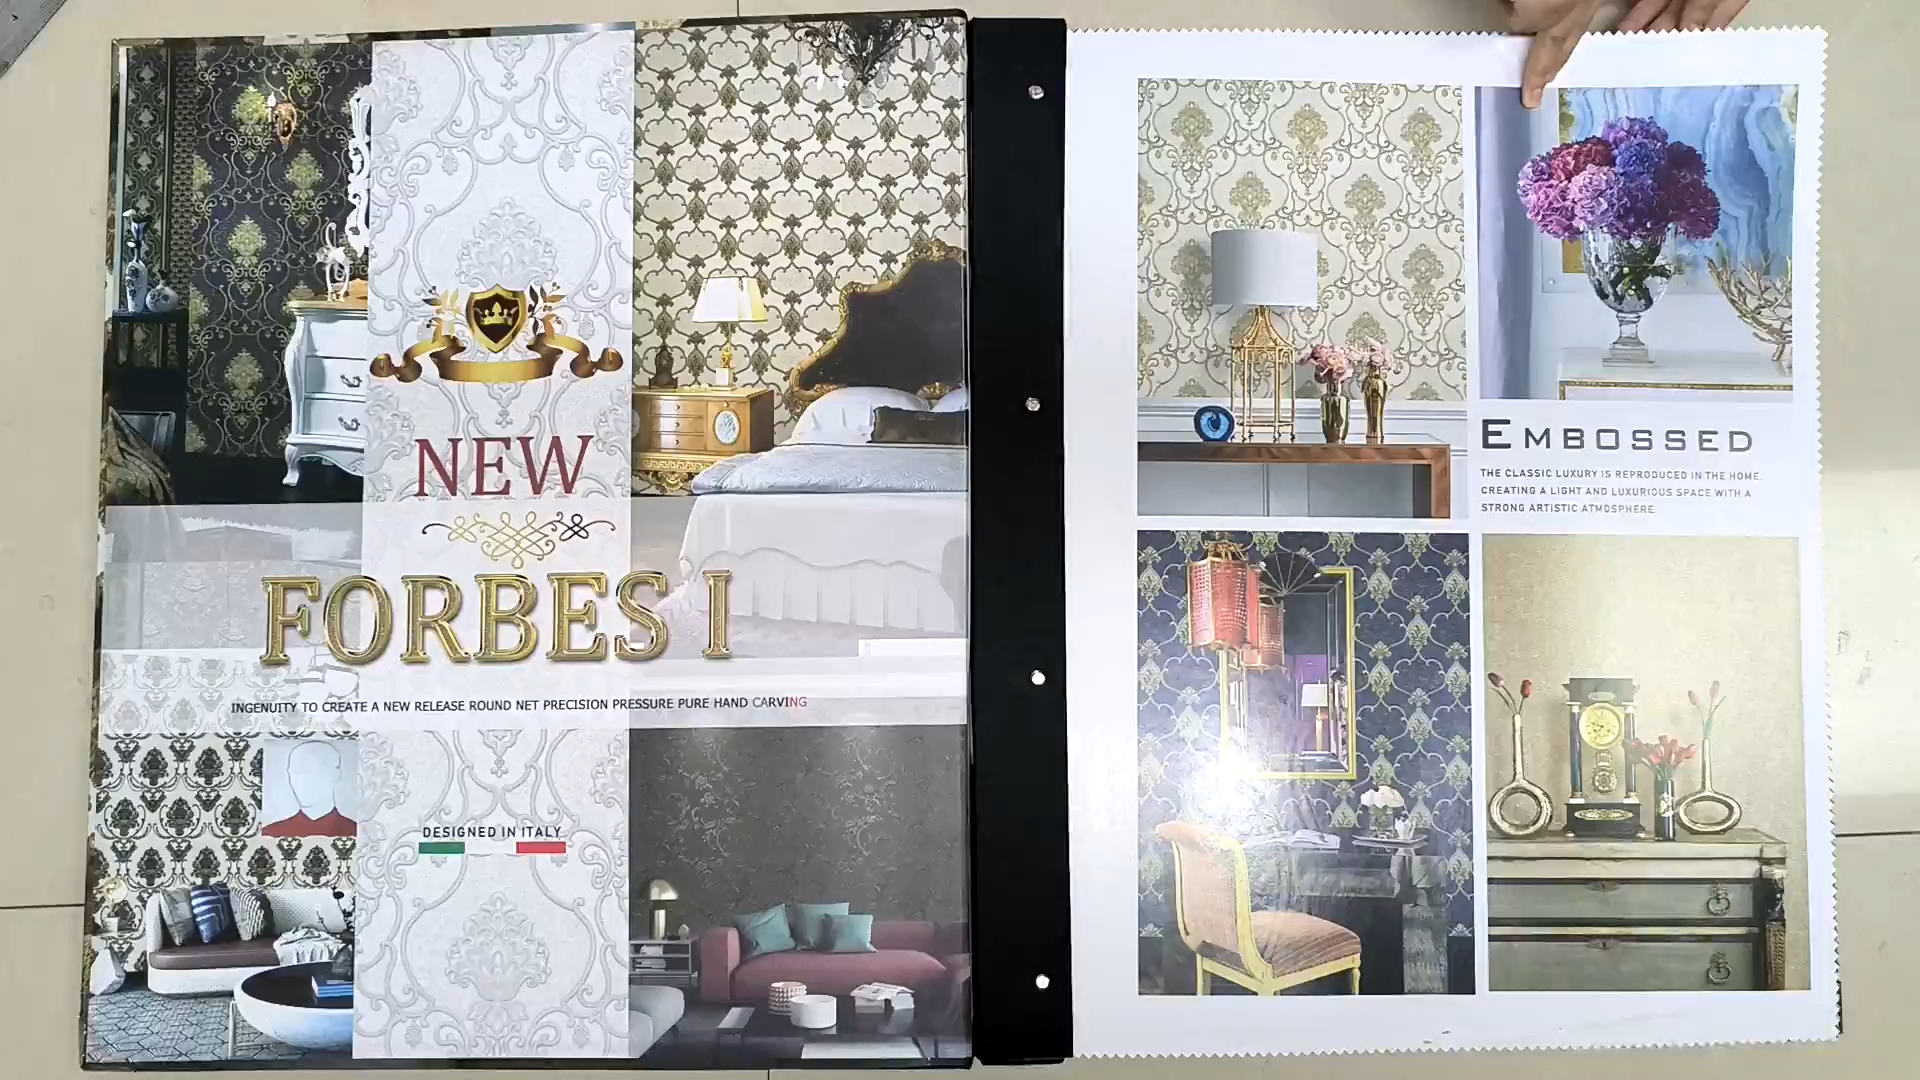 NEW
FORBES I
INGENUITY TO CREATE A NEW RELEASE ROUND NET PRECISION PRESSURE PURE HAND CARVING
DESIGNED IN ITALY
EMBOSSED
THE CLASSIC LUXURY IS REPRODUCED IN THE HOME.
CREATING A LIGHT AND LUXURIOUS SPACE WITH A
STRONG ARTISTIC ATMOSPHERE.